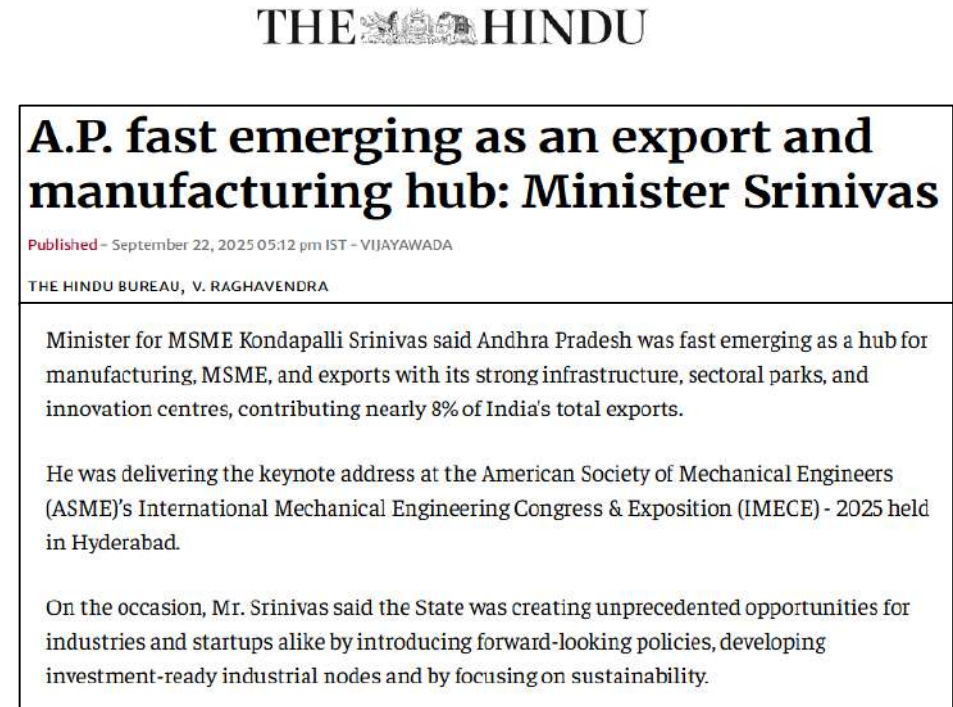 THE HINDU
A.P. fast emerging as an export and
manufacturing hub: Minister Srinivas
Published - September 22, 2025 05:12 pm IST - VIJAYAWADA
THE HINDU BUREAU, V. RAGHAVENDRA
Minister for MSME Kondapalli Srinivas said Andhra Pradesh was fast emerging as a hub for
manufacturing, MSME, and exports with its strong infrastructure, sectoral parks, and
innovation centres, contributing nearly 8% of India's total exports.
He was delivering the keynote address at the American Society of Mechanical Engineers
(ASME)’s International Mechanical Engineering Congress & Exposition (IMECE) - 2025 held
in Hyderabad.
On the occasion, Mr. Srinivas said the State was creating unprecedented opportunities for
industries and startups alike by introducing forward-looking policies, developing
investment-ready industrial nodes and by focusing on sustainability.